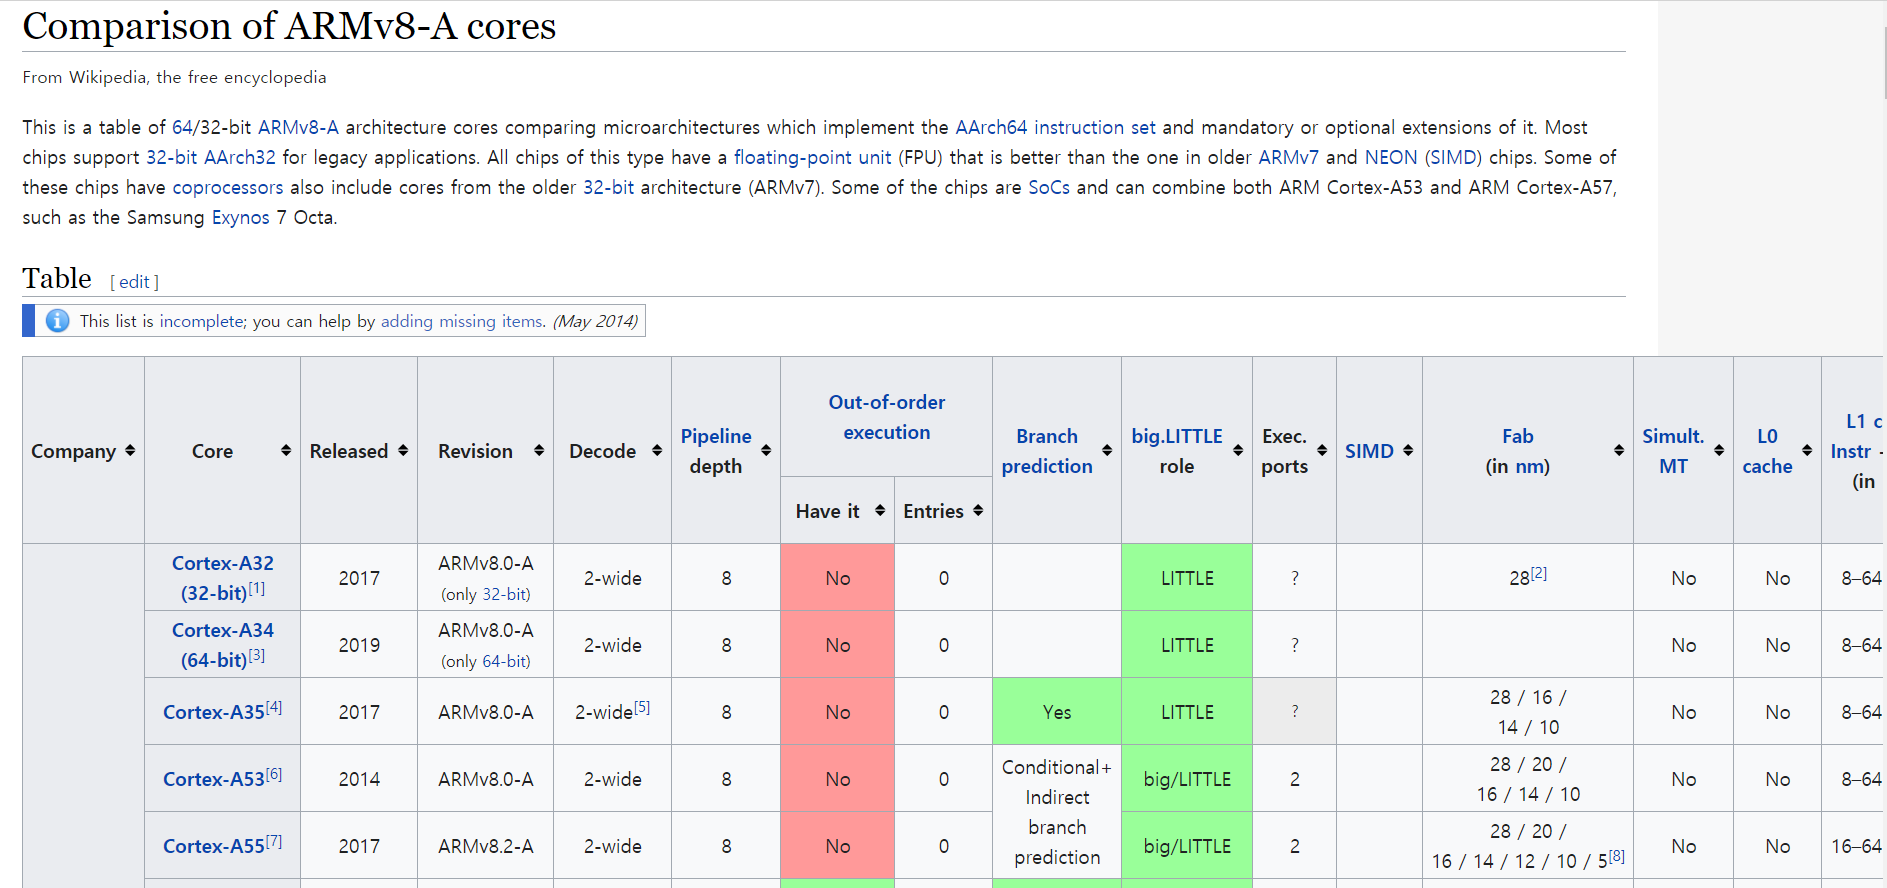 Comparison of ARMv8-A cores
From Wikipedia, the free encyclopedia
This is a table of 64/32-bit ARMv8-A architecture cores comparing microarchitectures which implement the AArch64 instruction set and mandatory or optional extensions of it. Most
chips support 32-bit AArch32 for legacy applications. All chips of this type have a floating-point unit (FPU) that is better than the one in older ARMv7 and NEON (SIMD) chips. Some of
these chips have coprocessors also include cores from the older 32-bit architecture (ARMv7). Some of the chips are SoCs and can combine both ARM Cortex-A53 and ARM Cortex-A57,
such as the Samsung Exynos 7 Octa.
Table [ edit ]
This list is incomplete; you can help by adding missing items. (May 2014)
Company
Core
Released
Revision
Decode
Pipeline
depth
Out-of-order
execution
Have it
Entries
Branch
prediction
big.LITTLE
role
Exec.
ports
SIMD
Fab
(in nm)
Simult.
MT
L0
cache
L1 c
Instr -
(in
Cortex-A32
(32-bit)[1]
2017
ARMv8.0-A
(only 32-bit)
2-wide
8
No
0
LITTLE
?
28[2]
No
No
8–64
Cortex-A34
(64-bit)[3]
2019
ARMv8.0-A
(only 64-bit)
2-wide
8
No
0
LITTLE
?
No
No
8–64
Cortex-A35[4]
2017
ARMv8.0-A
2-wide[5]
8
No
0
Yes
LITTLE
?
28 / 16 /
14 / 10
No
No
8–64
Cortex-A53[6]
2014
ARMv8.0-A
2-wide
8
No
0
Conditional+
Indirect
branch
prediction
big/LITTLE
2
28 / 20 /
16 / 14 / 10
No
No
8–64
Cortex-A55[7]
2017
ARMv8.2-A
2-wide
8
No
0
big/LITTLE
2
28 / 20 /
16 / 14 / 12 / 10 / 5[8]
No
No
16–64